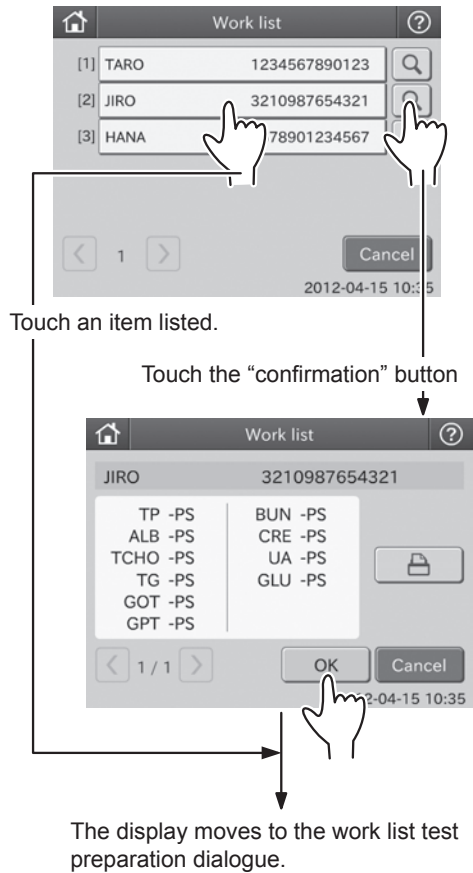 Work list
?
[1] TARO 1234567890123
[2] JIRO 3210987654321
[3] HANA 78901234567
< 1 > Cancel
2012-04-15 10:35
Touch an item listed.
Touch the “confirmation” button
Work list
?
JIRO 3210987654321
TP -PS BUN -PS
ALB -PS CRE -PS
TCHO -PS UA -PS
TG -PS GLU -PS
GOT -PS
GPT -PS
< 1 / 1 > OK Cancel
2-04-15 10:35
The display moves to the work list test
preparation dialogue.